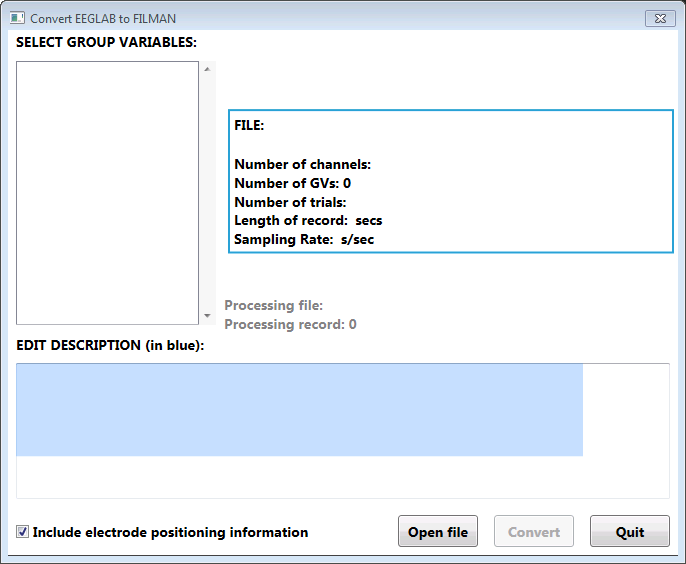 Convert EEGLAB to FILMAN
SELECT GROUP VARIABLES:
FILE:
Number of channels:
Number of GVs: 0
Number of trials:
Length of record:  secs
Sampling Rate:  s/sec
Processing file:
Processing record: 0
EDIT DESCRIPTION (in blue):
Include electrode positioning information
Open file
Convert
Quit